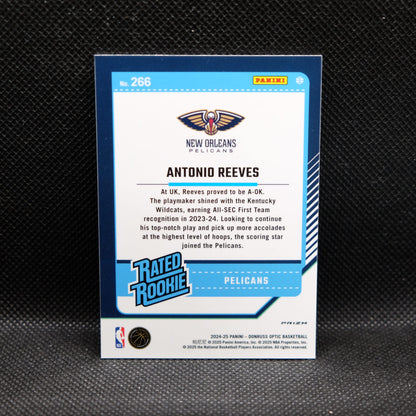 No. 266
PANINI
NEW ORLEANS
PELICANS
ANTONIO REEVES
At UK, Reeves proved to be A-OK.
The playmaker shined with the Kentucky
Wildcats, earning All-SEC First Team
recognition in 2023-24. Looking to continue
his top-notch play and pick up more accolades
at the highest level of hoops, the scoring star
joined the Pelicans.
RATED
ROOKIE
PELICANS
PRIZM
2024-25 PANINI - DONRUSS OPTIC BASKETBALL
© 2025 Panini America, Inc. © 2025 NBA Properties, Inc.
© 2025 the National Basketball Players Association. All rights reserved.
NBA